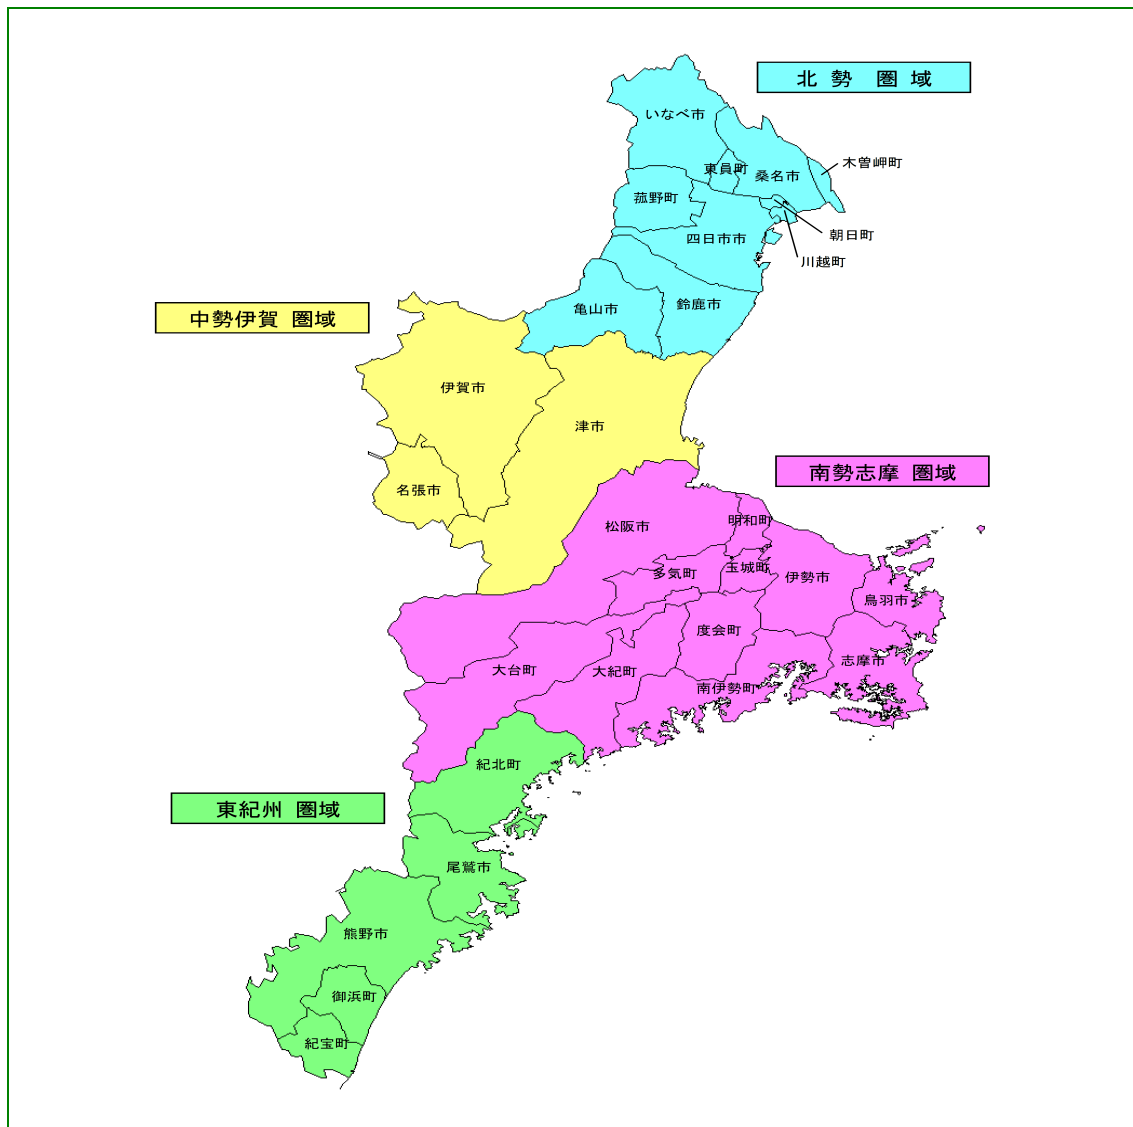 北勢 圏域
いなべ市
木曽岬町
東員町
桑名市
菰野町
朝日町
四日市市
川越町
鈴鹿市
亀山市
中勢伊賀 圏域
伊賀市
津市
南勢志摩 圏域
名張市
松阪市
明和町
玉城町
多気町
伊勢市
鳥羽市
度会町
志摩市
大台町
大紀町
南伊勢町
紀北町
東紀州 圏域
尾鷲市
熊野市
御浜町
紀宝町